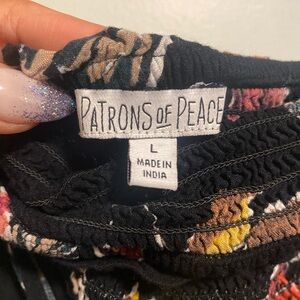 PATRONS OF PEACE
L
MADE IN
INDIA